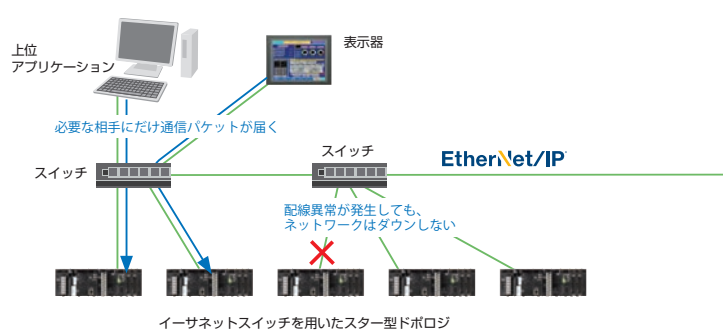 上位
アプリケーション
表示器
必要な相手にだけ通信パケットが届く
スイッチ
スイッチ
EtherNet/IP
配線異常が発生しても、
ネットワークはダウンしない
イーサネットスイッチを用いたスター型ドポロジ